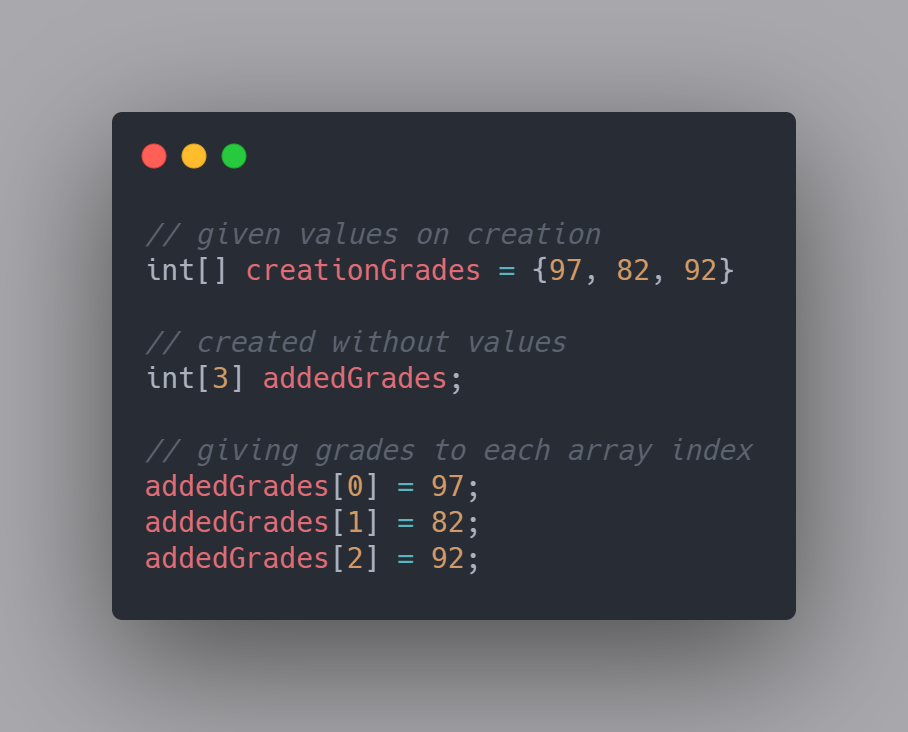 // given values on creation
int[] creationGrades = {97, 82, 92}
// created without values
int[3] addedGrades;
// giving grades to each array index
addedGrades[0] = 97;
addedGrades[1] = 82;
addedGrades[2] = 92;